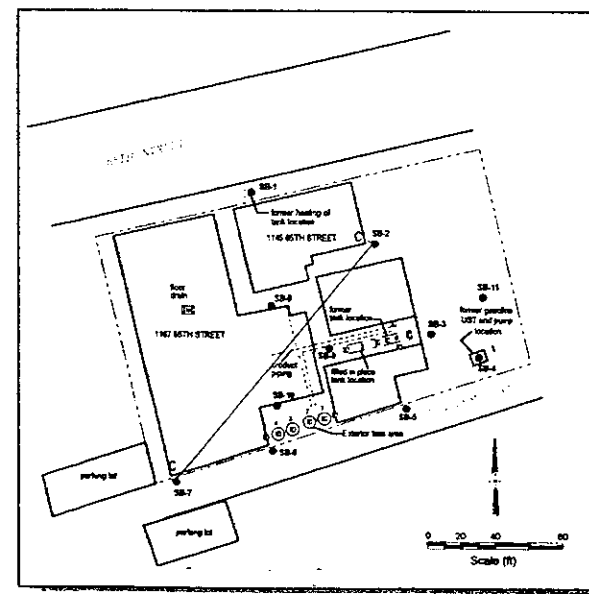 SB-1
former heating oil
tank location
1145 65TH STREET
SB-2
floor
drain
1167 65TH STREET
SB-8
former
tank location
SB-11
former gasoline
UST and pump
location
SB-3
SB-9
product
piping
filled in place
tank location
SB-4
SB-10
SB-5
Exterior tank area
SB-6
SB-7
parking lot
parking lot
0 20 40 60
Scale (ft)